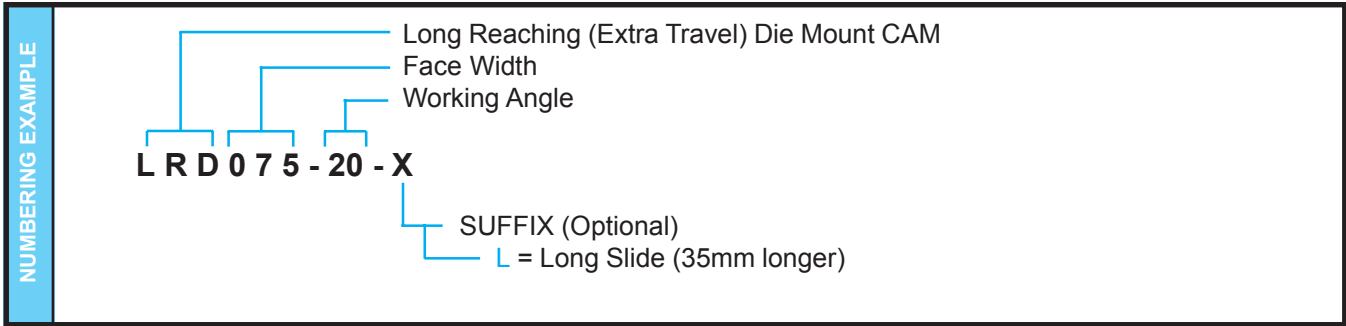 NUMBERING EXAMPLE
Long Reaching (Extra Travel) Die Mount CAM
Face Width
Working Angle
L R D 0 7 5 - 20 - X
SUFFIX (Optional)
L = Long Slide (35mm longer)